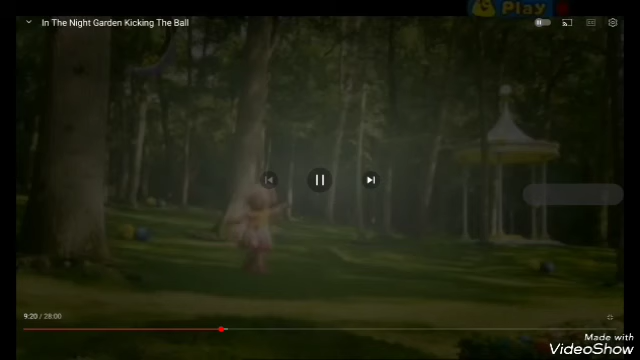 Play
In The Night Garden Kicking The Ball
9:20 / 28:00
Made with
VideoShow